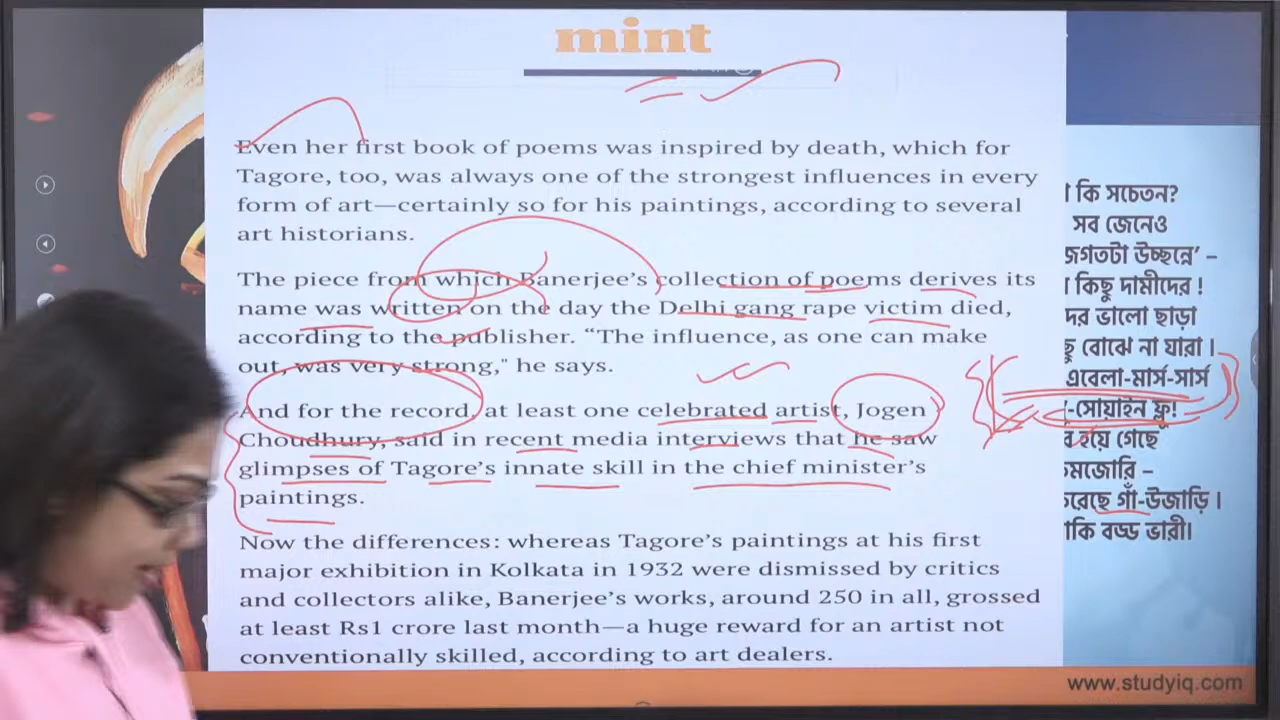 mint
Even her first book of poems was inspired by death, which for
Tagore, too, was always one of the strongest influences in every
form of art—certainly so for his paintings, according to several
art historians.
The piece from which Banerjee's collection of poems derives its
name was written on the day the Delhi gang rape victim died,
according to the publisher. “The influence, as one can make
out, was very strong," he says.
And for the record, at least one celebrated artist, Jogen
Choudhury, said in recent media interviews that he saw
glimpses of Tagore's innate skill in the chief minister's
paintings.
Now the differences: whereas Tagore's paintings at his first
major exhibition in Kolkata in 1932 were dismissed by critics
and collectors alike, Banerjee's works, around 250 in all, grossed
at least Rs1 crore last month—a huge reward for an artist not
conventionally skilled, according to art dealers.
কি সচেতন?
সব জেনেও
উচ্ছন্নে’ –
কিছু দামীদের !
ভালো ছাড়া
বোঝে না যারা ।
এবেলা-মার্স-সার্স
-সোয়াইন ফ্লু!
হয়ে গেছে
গাঁ-উজাড়ি ।
বড্ড ভারী।
www.studyiq.com